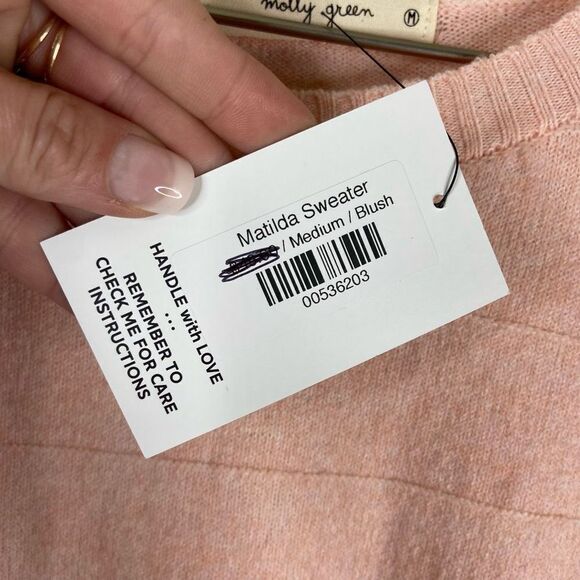 molly green
M
Matilda Sweater
/ Medium / Blush
00536203
HANDLE with LOVE
...
REMEMBER TO
CHECK ME FOR CARE
INSTRUCTIONS